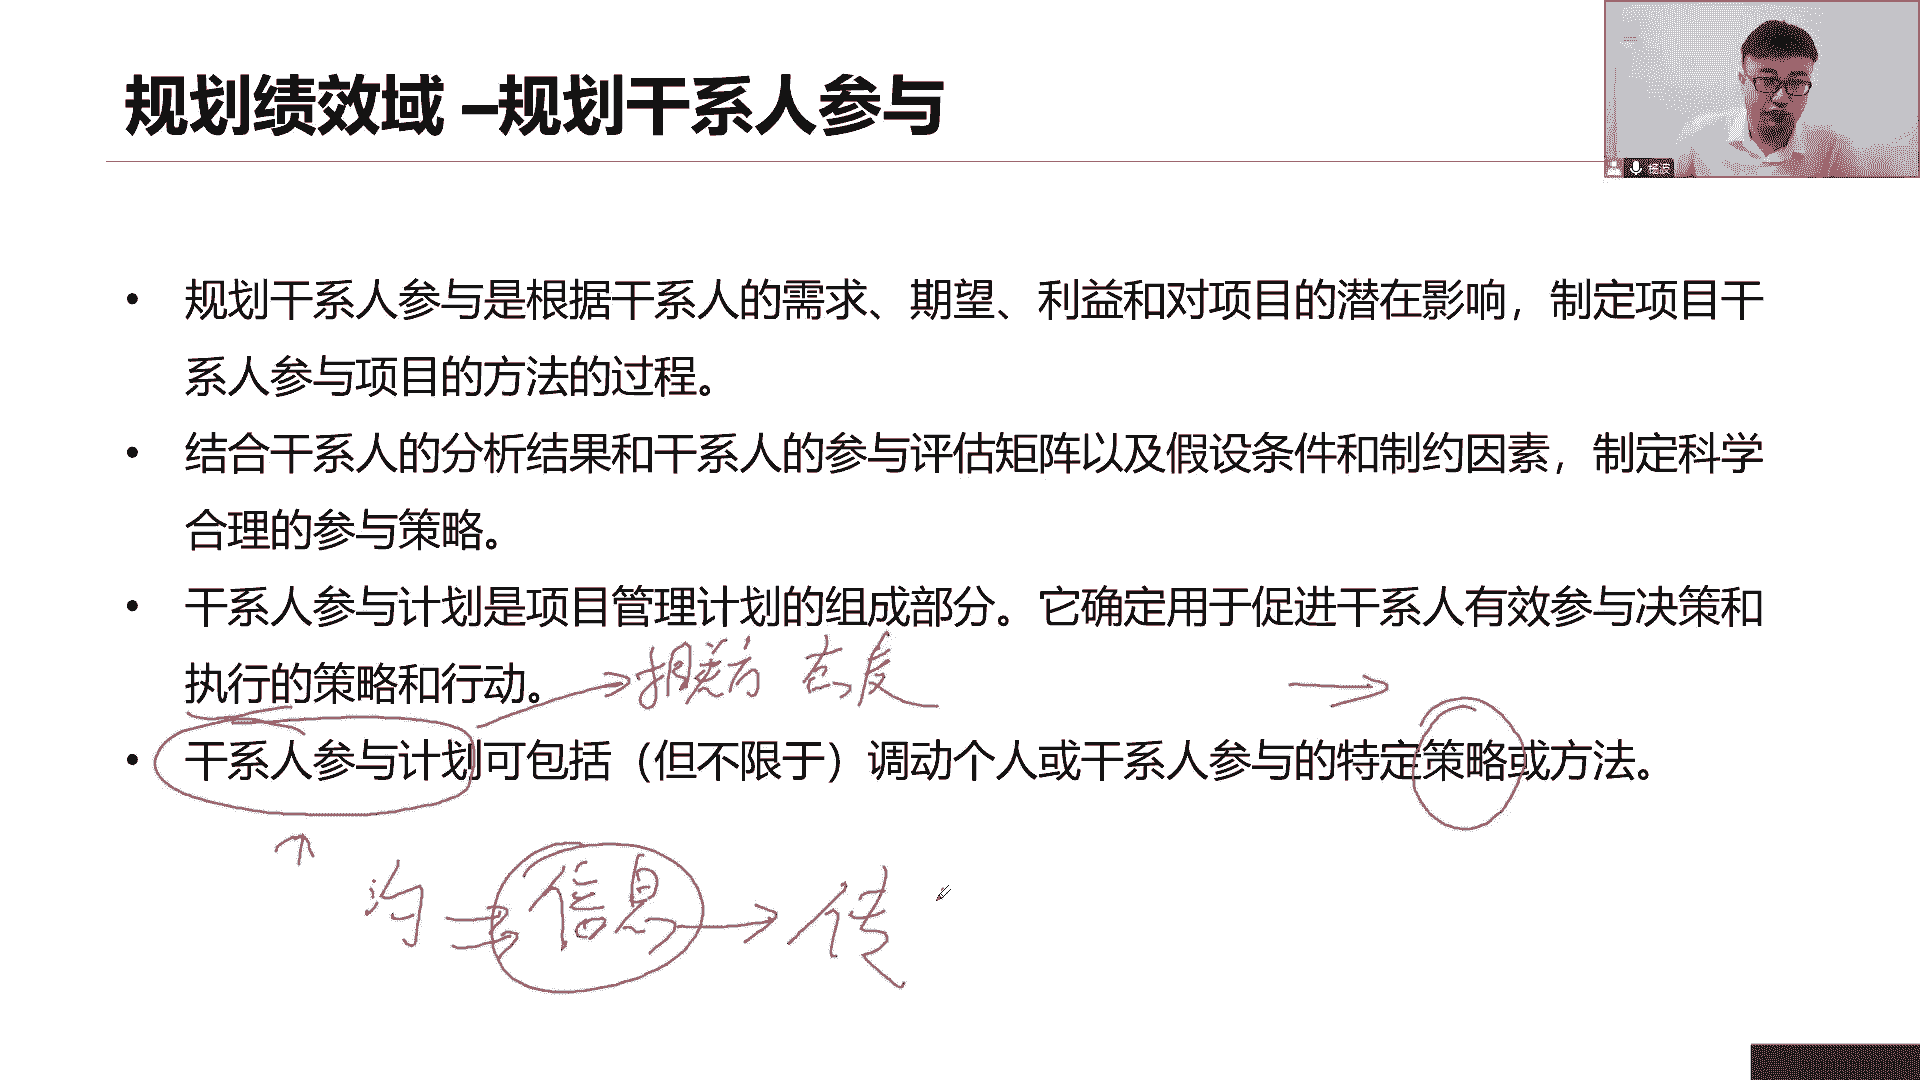 规划绩效域 –规划干系人参与
• 规划干系人参与是根据干系人的需求、期望、利益和对项目的潜在影响，制定项目干
系人参与项目的方法的过程。
• 结合干系人的分析结果和干系人的参与评估矩阵以及假设条件和制约因素，制定科学
合理的参与策略。
• 干系人参与计划是项目管理计划的组成部分。它确定用于促进干系人有效参与决策和
执行的策略和行动。
态度
• 干系人参与计划可包括（但不限于）调动个人或干系人参与的特定策略或方法。
沟 信息 传